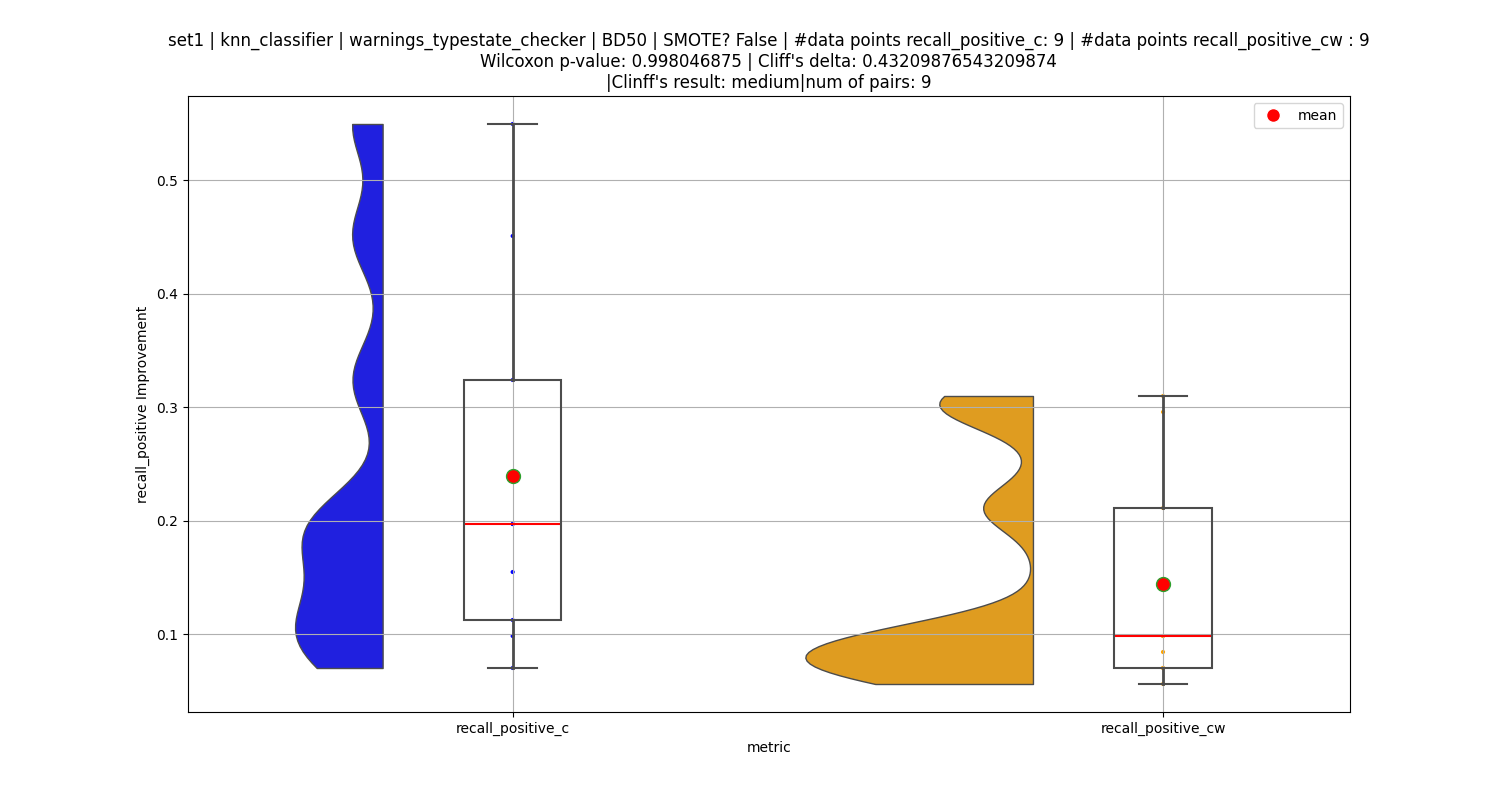 set1 | knn_classifier | warnings_typestate_checker | BD50 | SMOTE? False | #data points recall_positive_c: 9 | #data points recall_positive_cw : 9
Wilcoxon p-value: 0.998046875 | Cliff's delta: 0.43209876543209874
|Clinff's result: medium|num of pairs: 9
mean
0.5
0.4
0.3
0.2
0.1
recall_positive Improvement
recall_positive_c
recall_positive_cw
metric